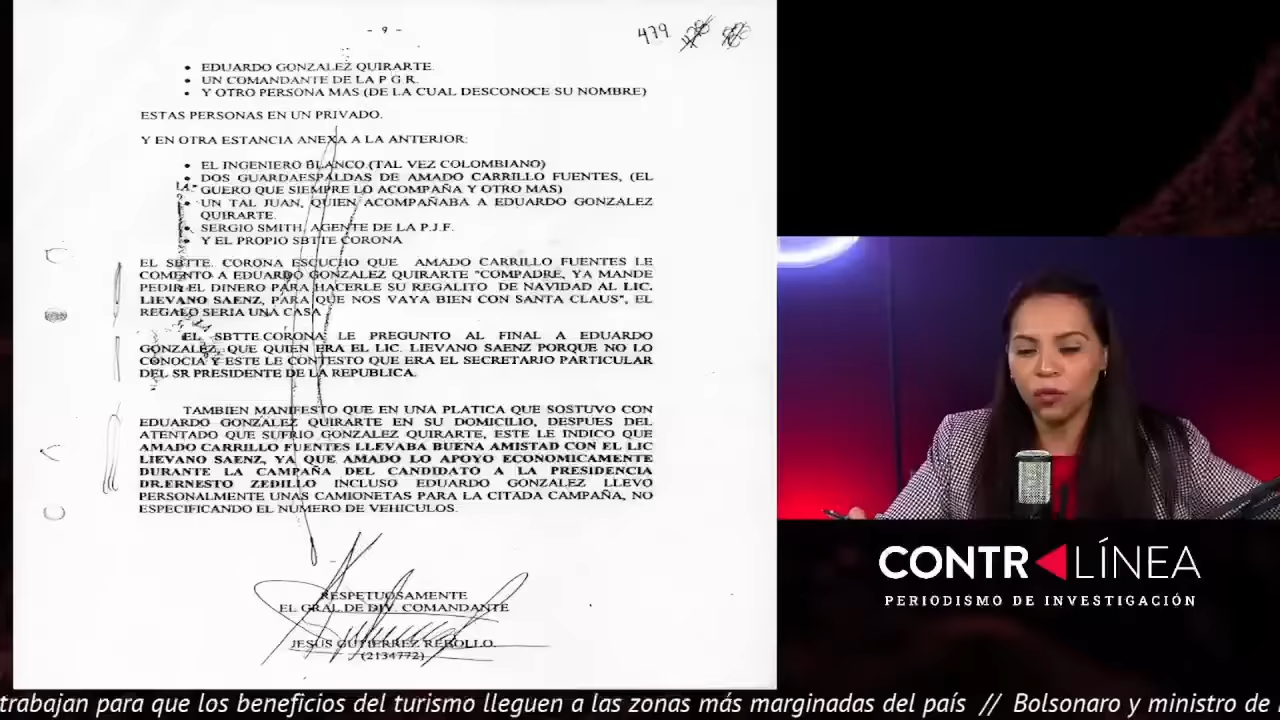 - 9 -
479
• EDUARDO GONZALEZ QUIRARTE.
• UN COMANDANTE DE LA P G R.
• Y OTRO PERSONA MAS (DE LA CUAL DESCONOCE SU NOMBRE)
ESTAS PERSONAS EN UN PRIVADO.
Y EN OTRA ESTANCIA ANEXA A LA ANTERIOR:
• EL INGENIERO BLANCO (TAL VEZ COLOMBIANO)
• DOS GUARDAESPALDAS DE AMADO CARRILLO FUENTES, (EL
GUERO QUE SIEMPRE LO ACOMPAÑA Y OTRO MAS)
• UN TAL JUAN, QUIEN ACOMPAÑABA A EDUARDO GONZALEZ
QUIRARTE.
• SERGIO SMITH, AGENTE DE LA P.J.F.
• Y EL PROPIO SBTTE CORONA
EL SBTTE. CORONA ESCUCHO QUE AMADO CARRILLO FUENTES LE
COMENTO A EDUARDO GONZALEZ QUIRARTE "COMPADRE, YA MANDE
PEDIR EL DINERO PARA HACERLE SU REGALITO DE NAVIDAD AL LIC.
LIEVANO SAENZ, PARA QUE NOS VAYA BIEN CON SANTA CLAUS", EL
REGALO SERIA UNA CASA.
EL SBTTE.CORONA LE PREGUNTO AL FINAL A EDUARDO
GONZALEZ, QUE QUIEN ERA EL LIC. LIEVANO SAENZ PORQUE NO LO
CONOCIA Y ESTE LE CONTESTO QUE ERA EL SECRETARIO PARTICULAR
DEL SR PRESIDENTE DE LA REPUBLICA.
TAMBIEN MANIFESTO QUE EN UNA PLATICA QUE SOSTUVO CON
EDUARDO GONZALEZ QUIRARTE EN SU DOMICILIO, DESPUES DEL
ATENTADO QUE SUFRIO GONZALEZ QUIRARTE, ESTE LE INDICO QUE
AMADO CARRILLO FUENTES LLEVABA BUENA AMISTAD CON EL LIC
LIEVANO SAENZ, YA QUE AMADO LO APOYO ECONOMICAMENTE
DURANTE LA CAMPAÑA DEL CANDIDATO A LA PRESIDENCIA
DR.ERNESTO ZEDILLO INCLUSO EDUARDO GONZALEZ LLEVO
PERSONALMENTE UNAS CAMIONETAS PARA LA CITADA CAMPAÑA, NO
ESPECIFICANDO EL NUMERO DE VEHICULOS.
RESPETUOSAMENTE
EL GRAL.DE DIV. COMANDANTE
JESUS GUTIERREZ REBOLLO.
(2134772)
CONTR LÍNEA
PERIODISMO DE INVESTIGACIÓN
trabajan para que los beneficios del turismo lleguen a las zonas más marginadas del país // Bolsonaro y ministro de